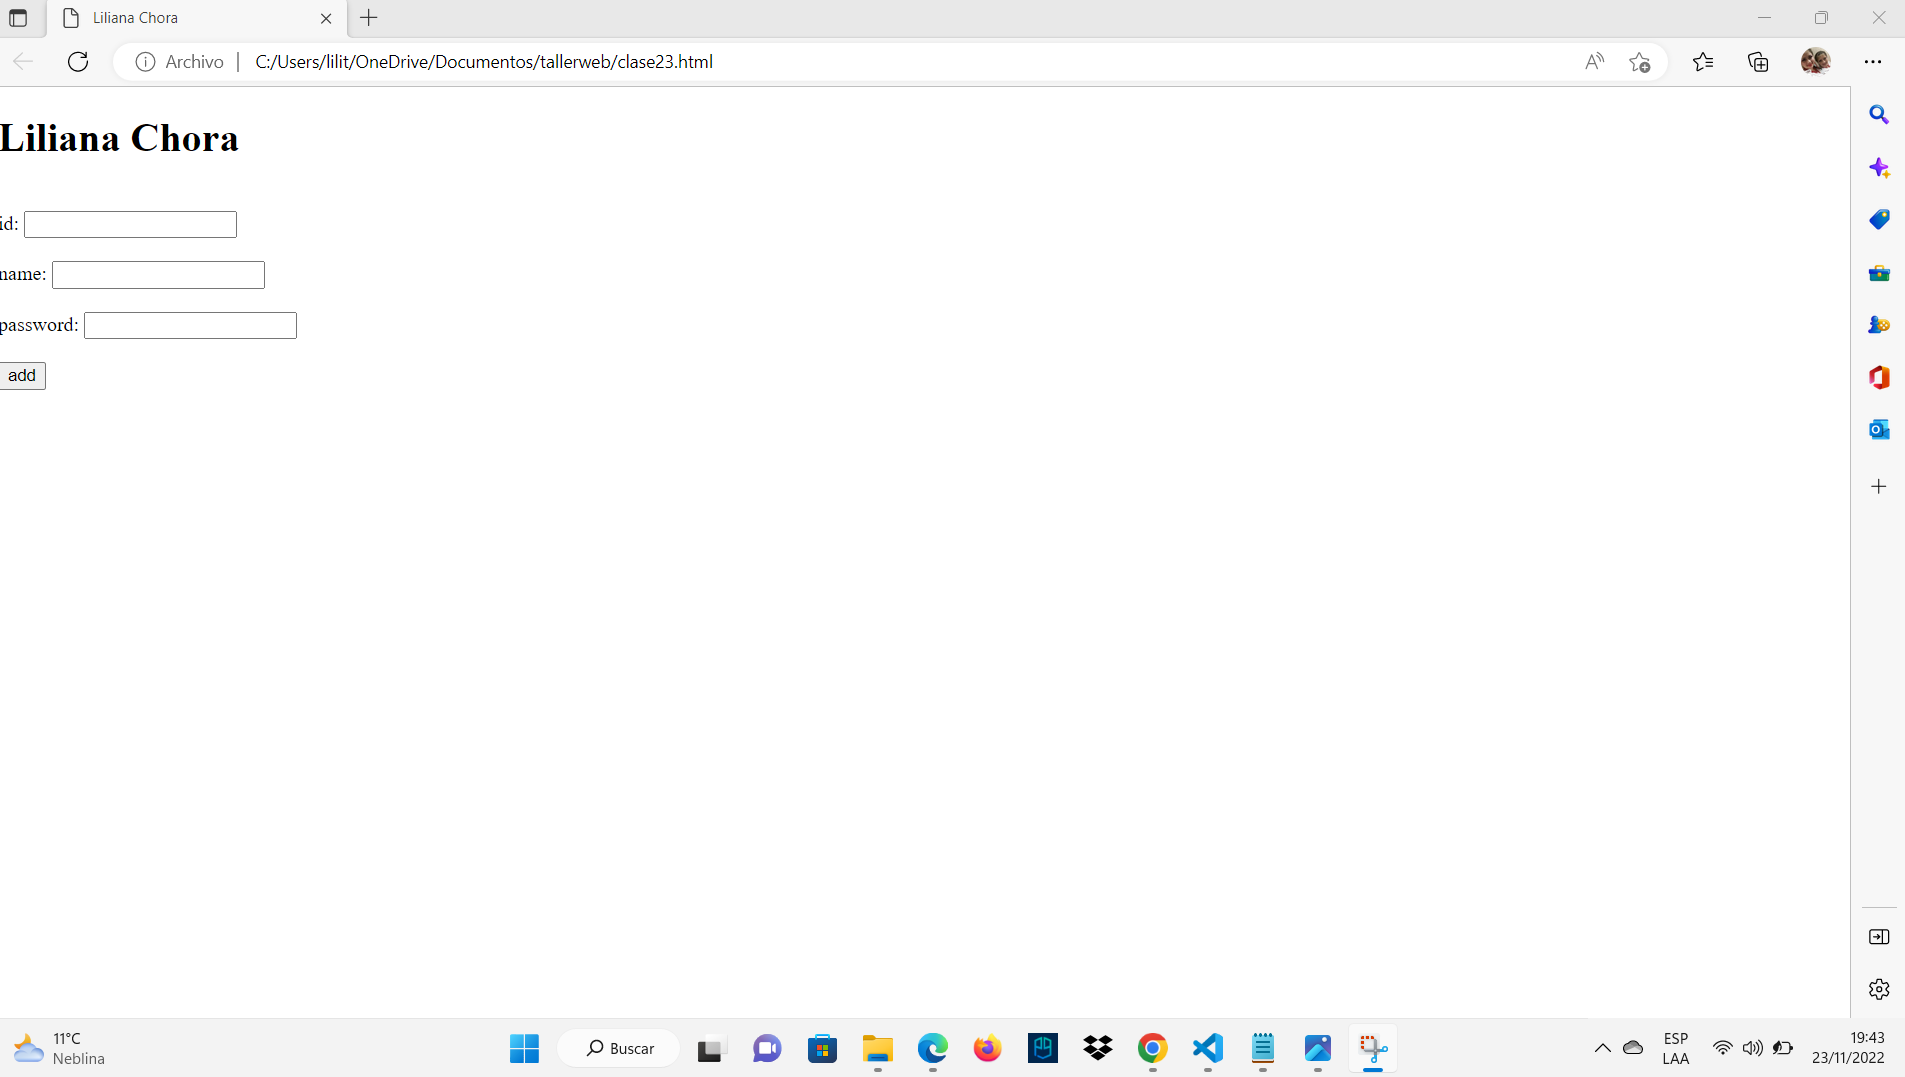 Liliana Chora
Archivo | C:/Users/lilit/OneDrive/Documentos/tallerweb/clase23.html
Liliana Chora
id:
name:
password:
add
11°C
Neblina
Buscar
ESP
LAA
19:43
23/11/2022